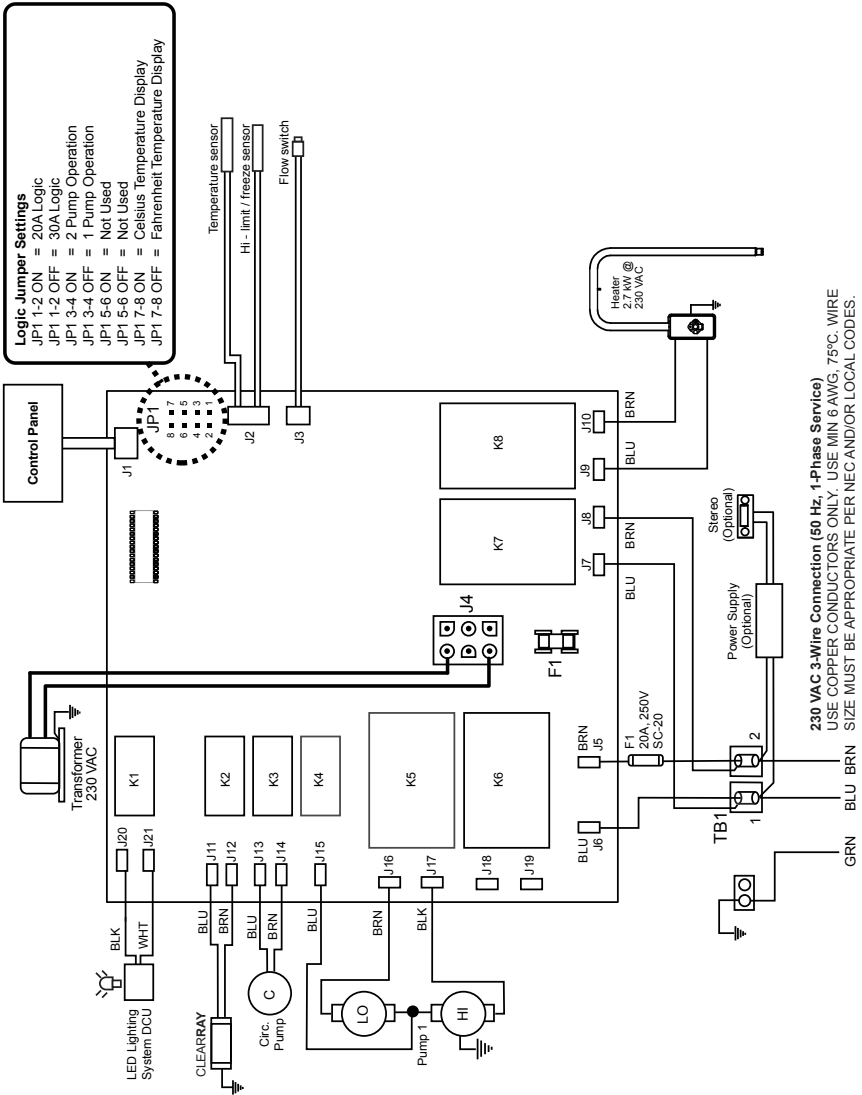 Control Panel
Logic Jumper Settings
JP1 1-2 ON = 20A Logic
JP1 1-2 OFF = 30A Logic
JP1 3-4 ON = 2 Pump Operation
JP1 3-4 OFF = 1 Pump Operation
JP1 5-6 ON = Not Used
JP1 5-6 OFF = Not Used
JP1 7-8 ON = Celsius Temperature Display
JP1 7-8 OFF = Fahrenheit Temperature Display
J1
JP1
8 7
6 5
4 3
2 1
J2
J3
Temperature sensor
Hi - limit / freeze sensor
Flow switch
Transformer
230 VAC
J4
F1
K1
K2
K3
K4
K5
K6
K7
K8
J20
J21
J11
J12
J13
J14
J15
J16
J17
J18
J19
BLK
WHT
BLU
BRN
BLU
BRN
BLU
BRN
BLK
LED Lighting
System DCU
CLEARRAY
C
Circ.
Pump
LO
HI
Pump 1
BLU
J6
BRN
J5
J7
BLU
J8
BRN
J9
BLU
J10
BRN
F1
20A, 250V
SC-20
Heater
2.7 kW @
230 VAC
Stereo
(Optional)
Power Supply
(Optional)
TB1
1
2
GRN
BLU
BRN
230 VAC 3-Wire Connection (50 Hz, 1-Phase Service)
USE COPPER CONDUCTORS ONLY. USE MIN 6 AWG, 75ºC. WIRE
SIZE MUST BE APPROPRIATE PER NEC AND/OR LOCAL CODES.